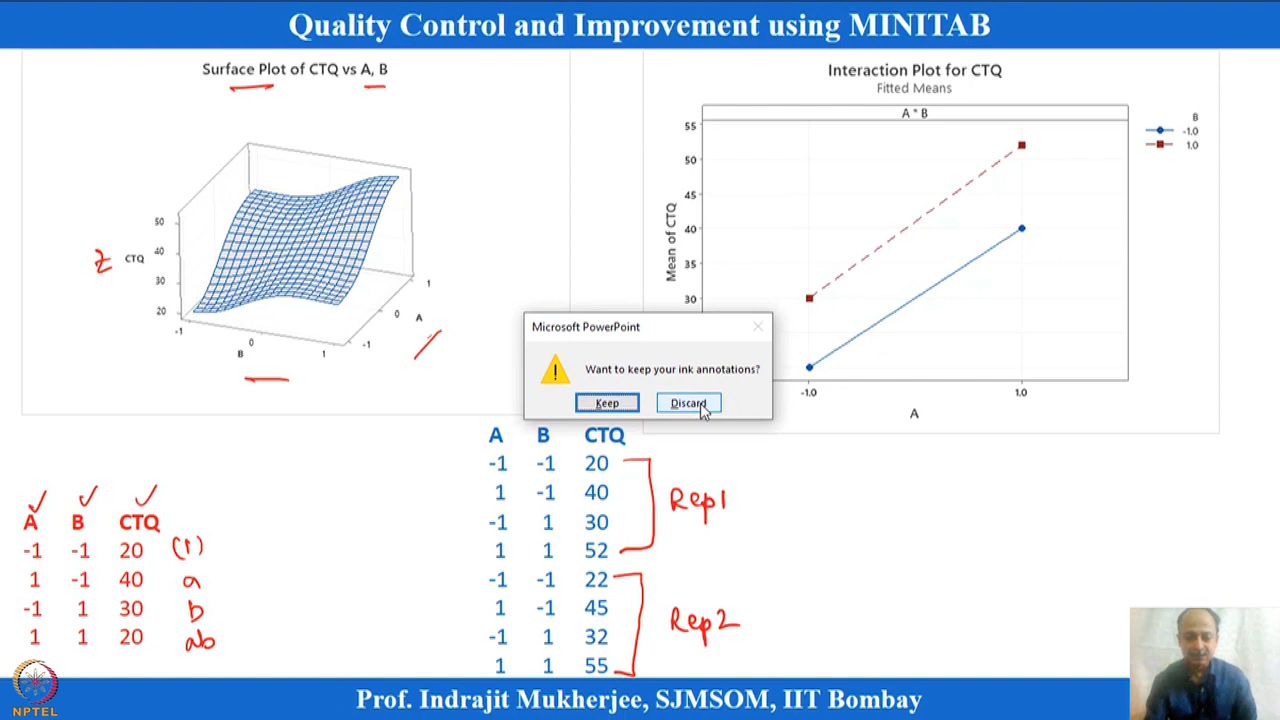 Quality Control and Improvement using MINITAB
Surface Plot of CTQ vs A, B
50
40
30
20
z
CTQ
-1
0
1
B
-1
0
1
A
Interaction Plot for CTQ
Fitted Means
A * B
B
-1.0
1.0
55
50
45
40
35
30
Mean of CTQ
-1.0
1.0
A
Microsoft PowerPoint
Want to keep your ink annotations?
Keep
Discard
A B CTQ
-1 -1 20 (1)
1 -1 40 a
-1 1 30 b
1 1 20 ab
A B CTQ
-1 -1 20
1 -1 40
-1 1 30
1 1 52
Rep1
-1 -1 22
1 -1 45
-1 1 32
1 1 55
Rep2
NPTEL
Prof. Indrajit Mukherjee, SJMSOM, IIT Bombay